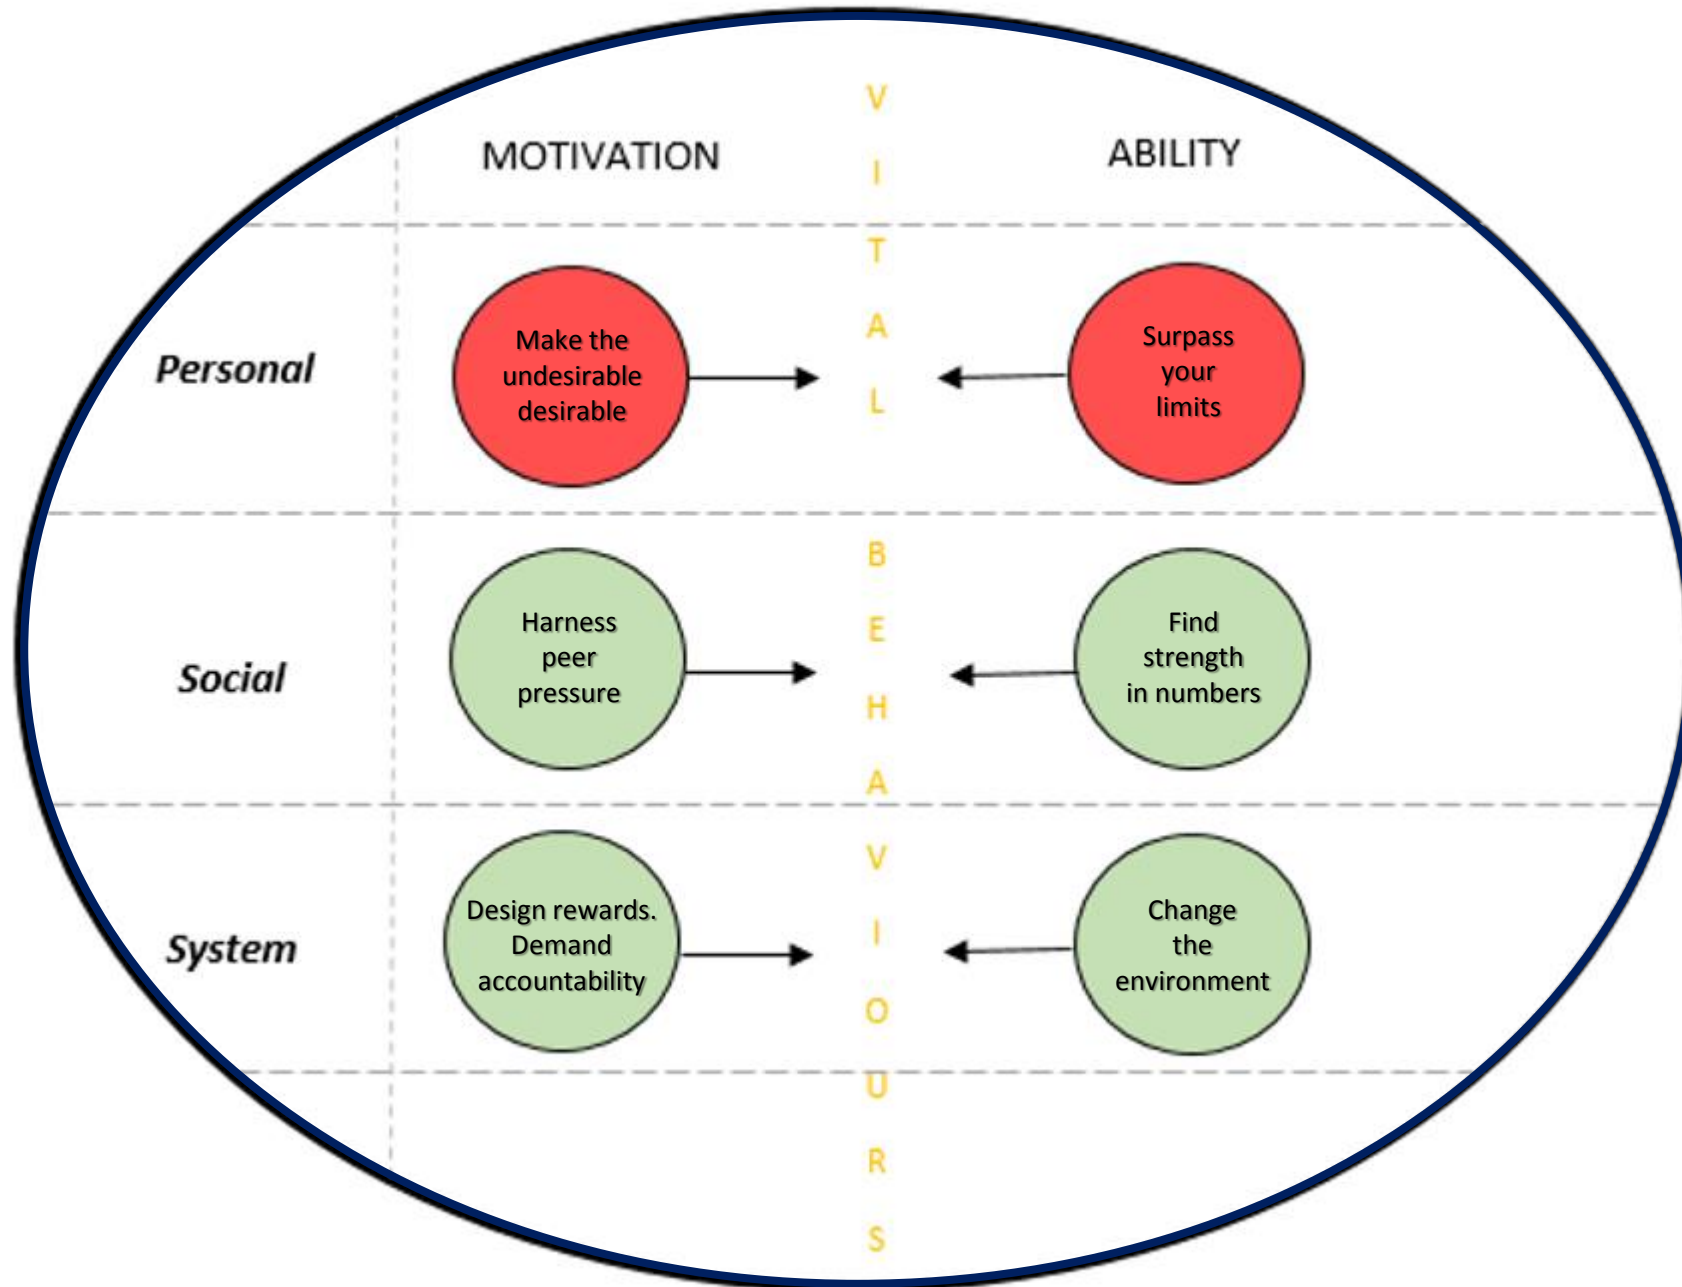 MOTIVATION
ABILITY
Personal
Make the
undesirable
desirable
Surpass
your
limits
Social
Harness
peer
pressure
Find
strength
in numbers
System
Design rewards.
Demand
accountability
Change
the
environment
V
I
T
A
L
B
E
H
A
V
I
O
U
R
S